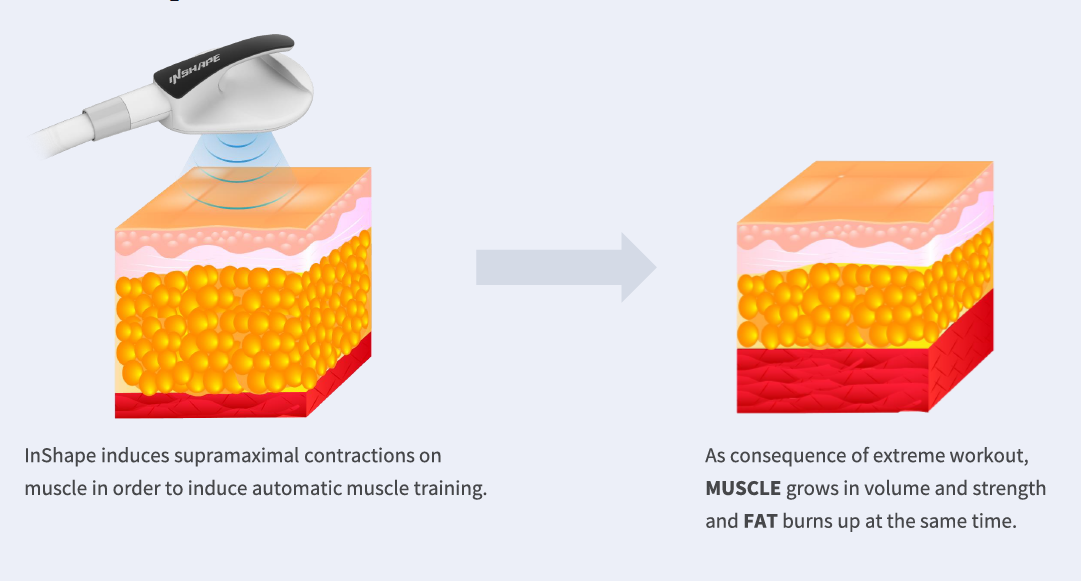 INSHAPE
InShape induces supramaximal contractions on
muscle in order to induce automatic muscle training.
As consequence of extreme workout,
MUSCLE grows in volume and strength
and FAT burns up at the same time.